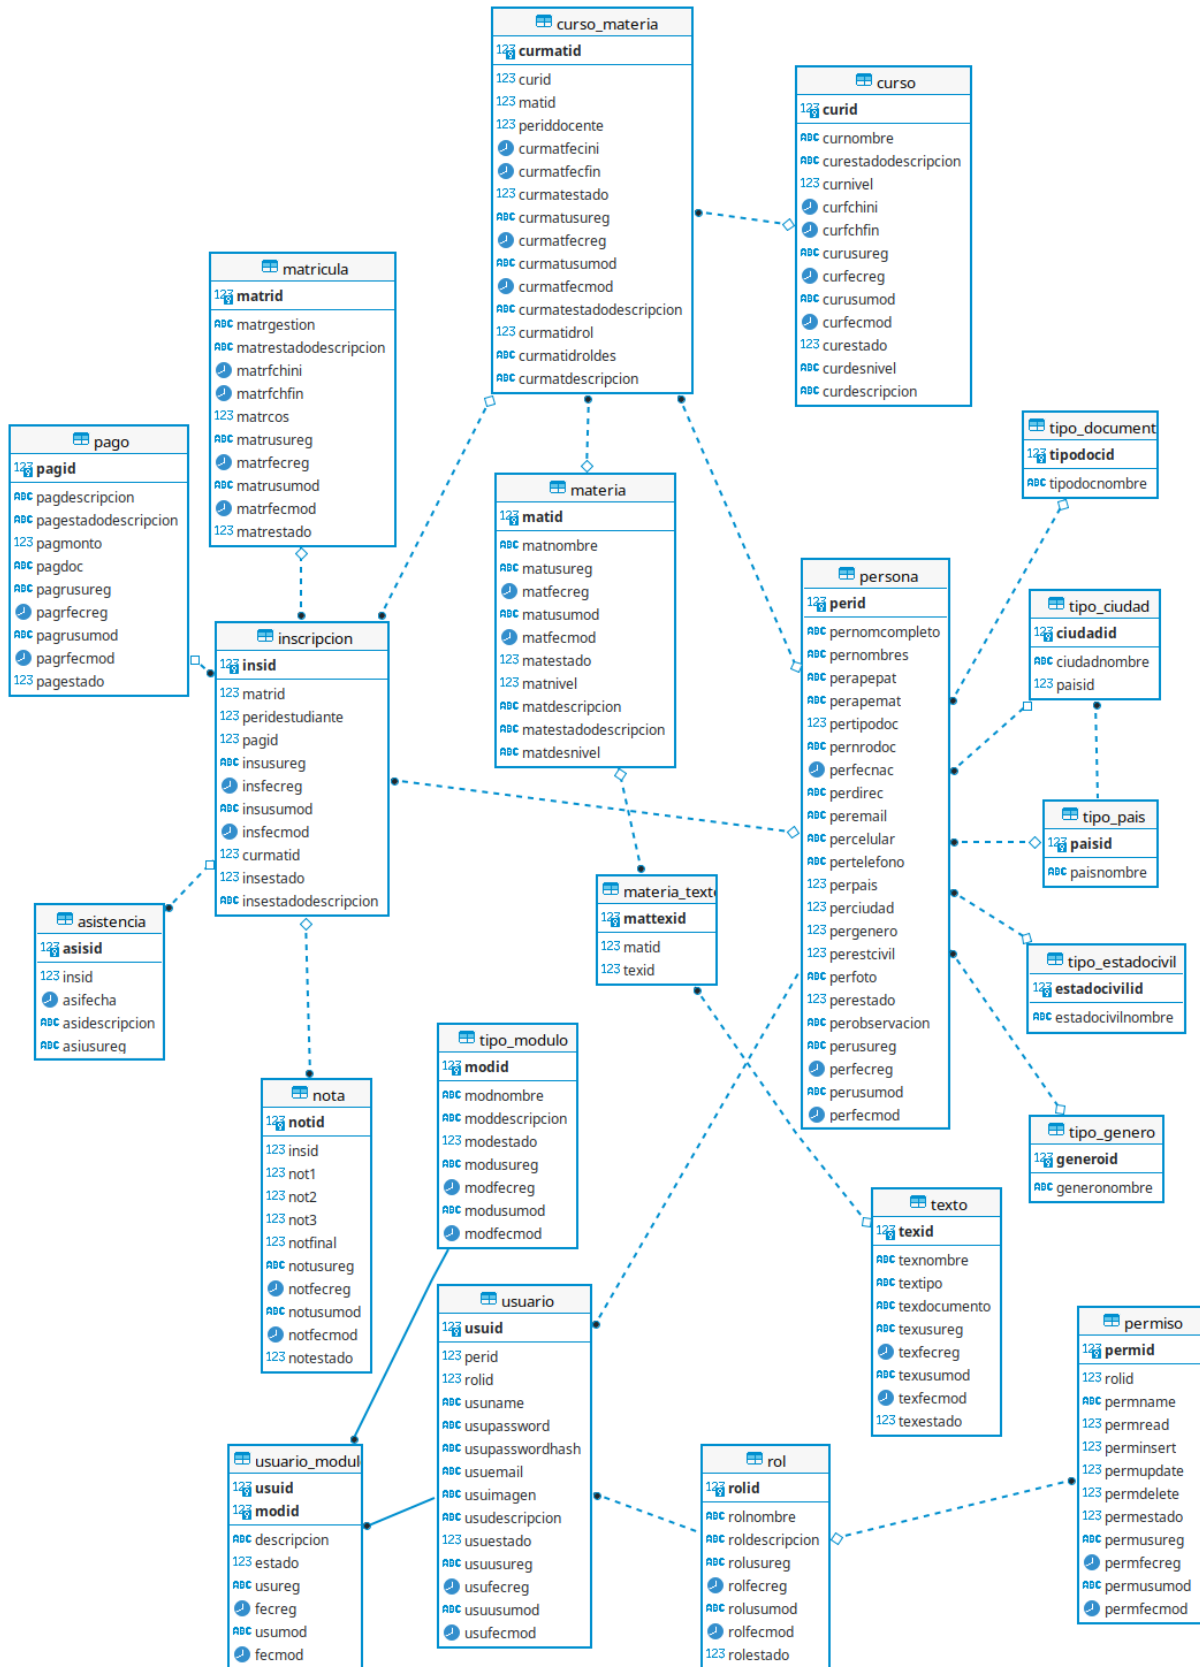 curso_materia
curmatid
curid
matid
periddocente
curmatfecini
curmatfecfin
curmatestado
curmatusureg
curmatfecreg
curmatusumod
curmatfecmod
curmatestadodescripcion
curmatidrol
curmatidroldes
curmatdescripcion
curso
curid
curnombre
curestadodescripcion
curnivel
curfchini
curfchfin
curusureg
curfecreg
curusumod
curfecmod
curestado
curdesnivel
curdescripcion
matricula
matrid
matrgestion
matrestadodescripcion
matrfchini
matrfchfin
matrcos
matrusureg
matrfecreg
matrusumod
matrfecmod
matrestado
pago
pagid
pagdescripcion
pagestadodescripcion
pagmonto
pagdoc
pagrusureg
pagrfecreg
pagrusumod
pagrfecmod
pagestado
materia
matid
matnombre
matusureg
matfecreg
matusumod
matfecmod
matestado
matnivel
matdescripcion
matestadodescripcion
matdesnivel
tipo_document
tipodocid
tipodocnombre
persona
perid
pernomcompleto
pernombres
perapepat
perapemat
pertipodoc
pernrodoc
perfecnac
perdirec
peremail
percelular
pertelefono
perpais
perciudad
pergenero
perestcivil
perfoto
perestado
perobservacion
perusureg
perfecreg
perusumod
perfecmod
tipo_ciudad
ciudadid
ciudadnombre
paisid
inscripcion
insid
matrid
peridestudiante
pagid
insusureg
insfecreg
insusumod
insfecmod
curmatid
insestado
insestadodescripcion
tipo_pais
paisid
paisnombre
materia_texto
mattexid
matid
texid
asistencia
asisid
insid
asifecha
asidescripcion
asiusureg
tipo_estadocivil
estadocivilid
estadocivilnombre
tipo_modulo
modid
modnombre
moddescripcion
modestado
modusureg
modfecreg
modusumod
modfecmod
nota
notid
insid
not1
not2
not3
notfinal
notusureg
notfecreg
notusumod
notfecmod
notestado
tipo_genero
generoid
generonombre
texto
texid
texnombre
textipo
texdocumento
texusureg
texfecreg
texusumod
texfecmod
texestado
usuario
usuid
perid
rolid
usuname
usupassword
usupasswordhash
usuemail
usuimagen
usudescripcion
usuestado
usuusureg
usufecreg
usuusumod
usufecmod
permiso
permid
rolid
permname
permread
perminsert
permupdate
permdelete
permestado
permusureg
permfecreg
permusumod
permfecmod
usuario_modul
usuid
modid
descripcion
estado
usureg
fecreg
usumod
fecmod
rol
rolid
rolnombre
roldescripcion
rolusureg
rolfecreg
rolusumod
rolfecmod
rolestado